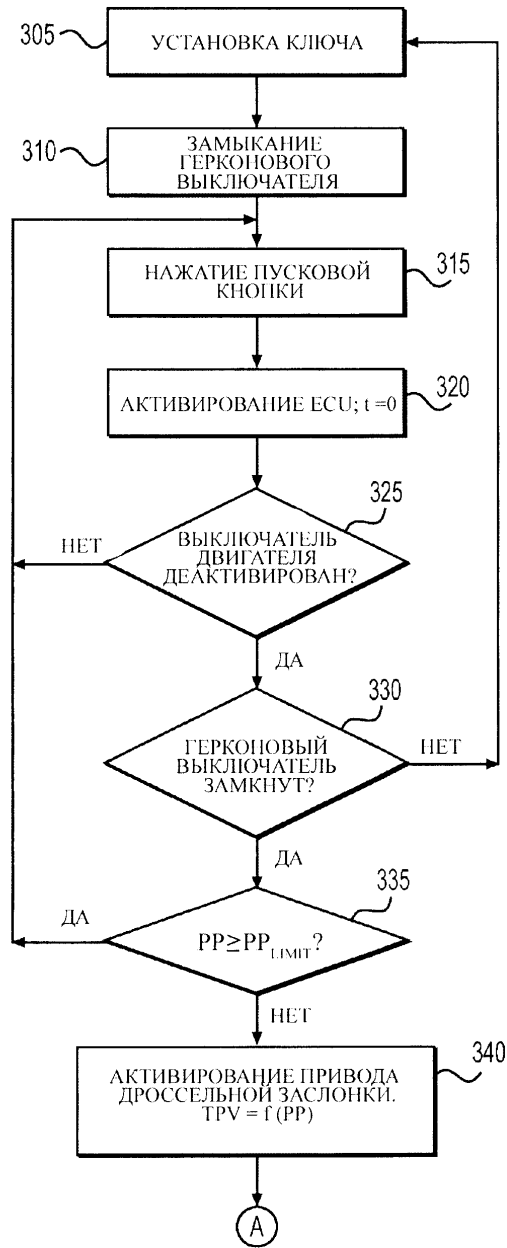 305
УСТАНОВКА КЛЮЧА
310
ЗАМЫКАНИЕ
ГЕРКОНОВОГО
ВЫКЛЮЧАТЕЛЯ
НАЖАТИЕ ПУСКОВОЙ
КНОПКИ
315
АКТИВИРОВАНИЕ ECU; t =0
320
325
НЕТ
ВЫКЛЮЧАТЕЛЬ
ДВИГАТЕЛЯ
ДЕАКТИВИРОВАН?
ДА
330
ГЕРКОНОВЫЙ
ВЫКЛЮЧАТЕЛЬ
ЗАМКНУТ?
НЕТ
ДА
335
ДА
PP≥PP LIMIT ?
НЕТ
340
АКТИВИРОВАНИЕ ПРИВОДА
ДРОССЕЛЬНОЙ ЗАСЛОНКИ.
TPV = f (PP)
A